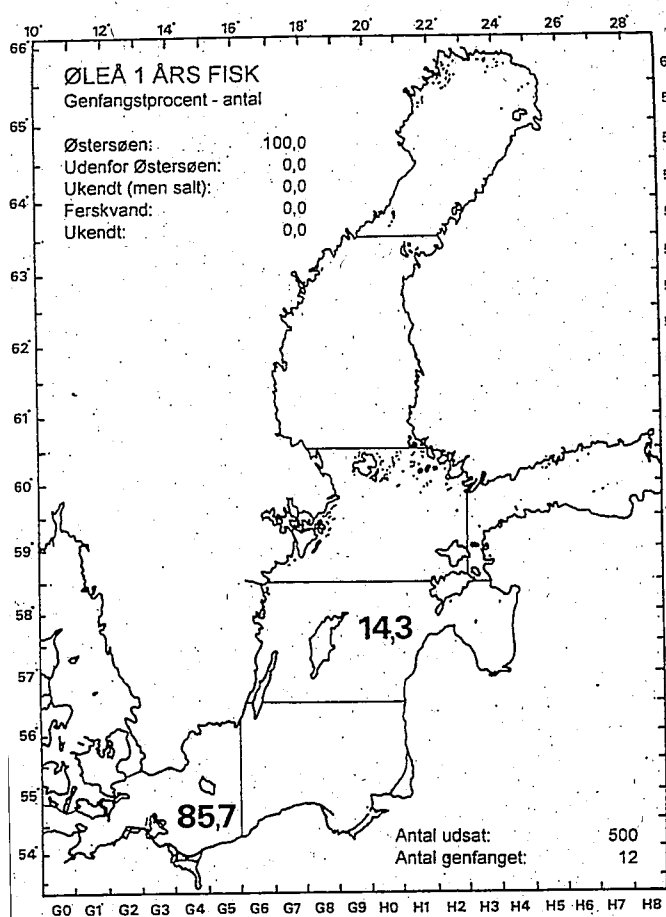 10° 12° 14° 16° 18° 20° 22° 24° 26° 28°
66°
65°
64°
63°
62°
61°
60°
59°
58°
57°
56°
55°
54°
ØLEÅ 1 ÅRS FISK
Genfangstprocent - antal
Østersøen: 100,0
Udenfor Østersøen: 0,0
Ukendt (men salt): 0,0
Ferskvand: 0,0
Ukendt: 0,0
14,3
85,7
Antal udsat: 500
Antal genfanget: 12
G0 G1 G2 G3 G4 G5 G6 G7 G8 G9 H0 H1 H2 H3 H4 H5 H6 H7 H8